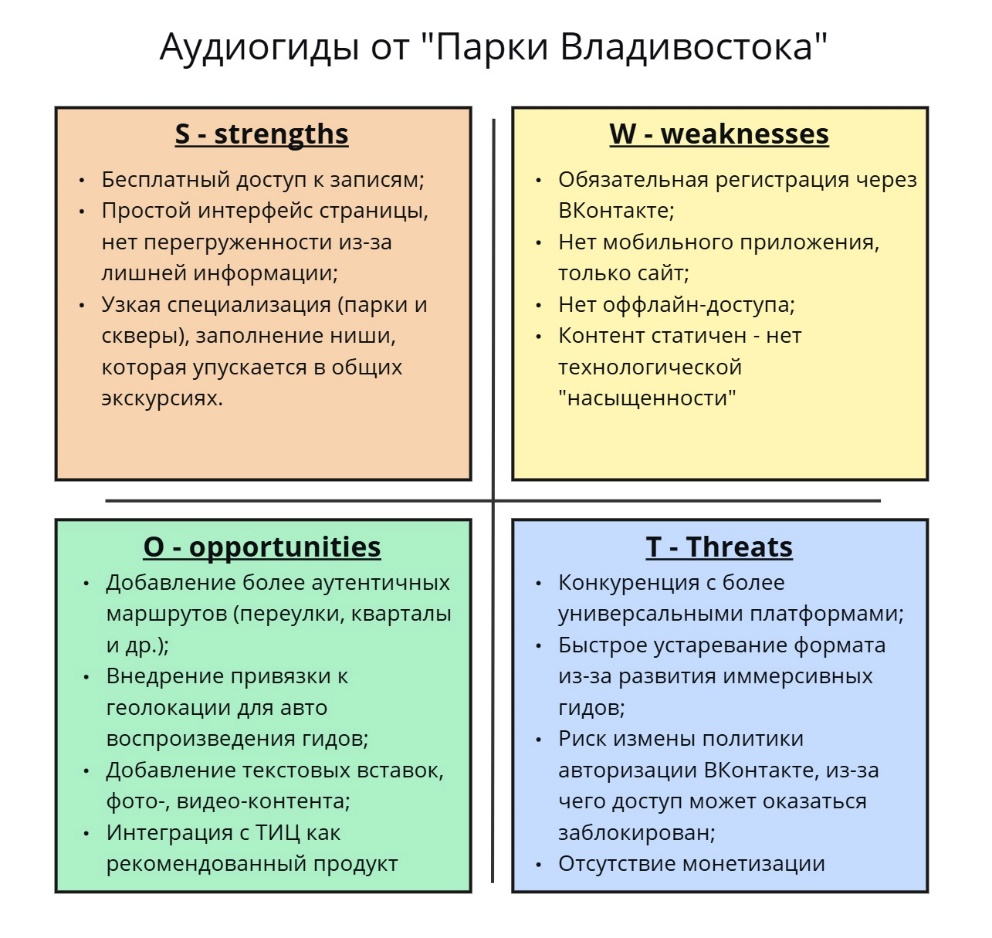 Аудиогиды от "Парки Владивостока"
S - strengths
• Бесплатный доступ к записям;
• Простой интерфейс страницы,
нет перегруженности из-за
лишней информации;
• Узкая специализация (парки и
скверы), заполнение ниши,
которая упускается в общих
экскурсиях.
W - weaknesses
• Обязательная регистрация через
ВКонтакте;
• Нет мобильного приложения,
только сайт;
• Нет оффлайн-доступа;
• Контент статичен - нет
технологической
"насыщенности"
O - opportunities
• Добавление более аутентичных
маршрутов (переулки, кварталы
и др.);
• Внедрение привязки к
геолокации для авто
воспроизведения гидов;
• Добавление текстовых вставок,
фото-, видео-контента;
• Интеграция с ТИЦ как
рекомендованный продукт
T - Threats
• Конкуренция с более
универсальными платформами;
• Быстрое устаревание формата
из-за развития иммерсивных
гидов;
• Риск измены политики
авторизации ВКонтакте, из-за
чего доступ может оказаться
заблокирован;
• Отсутствие монетизации